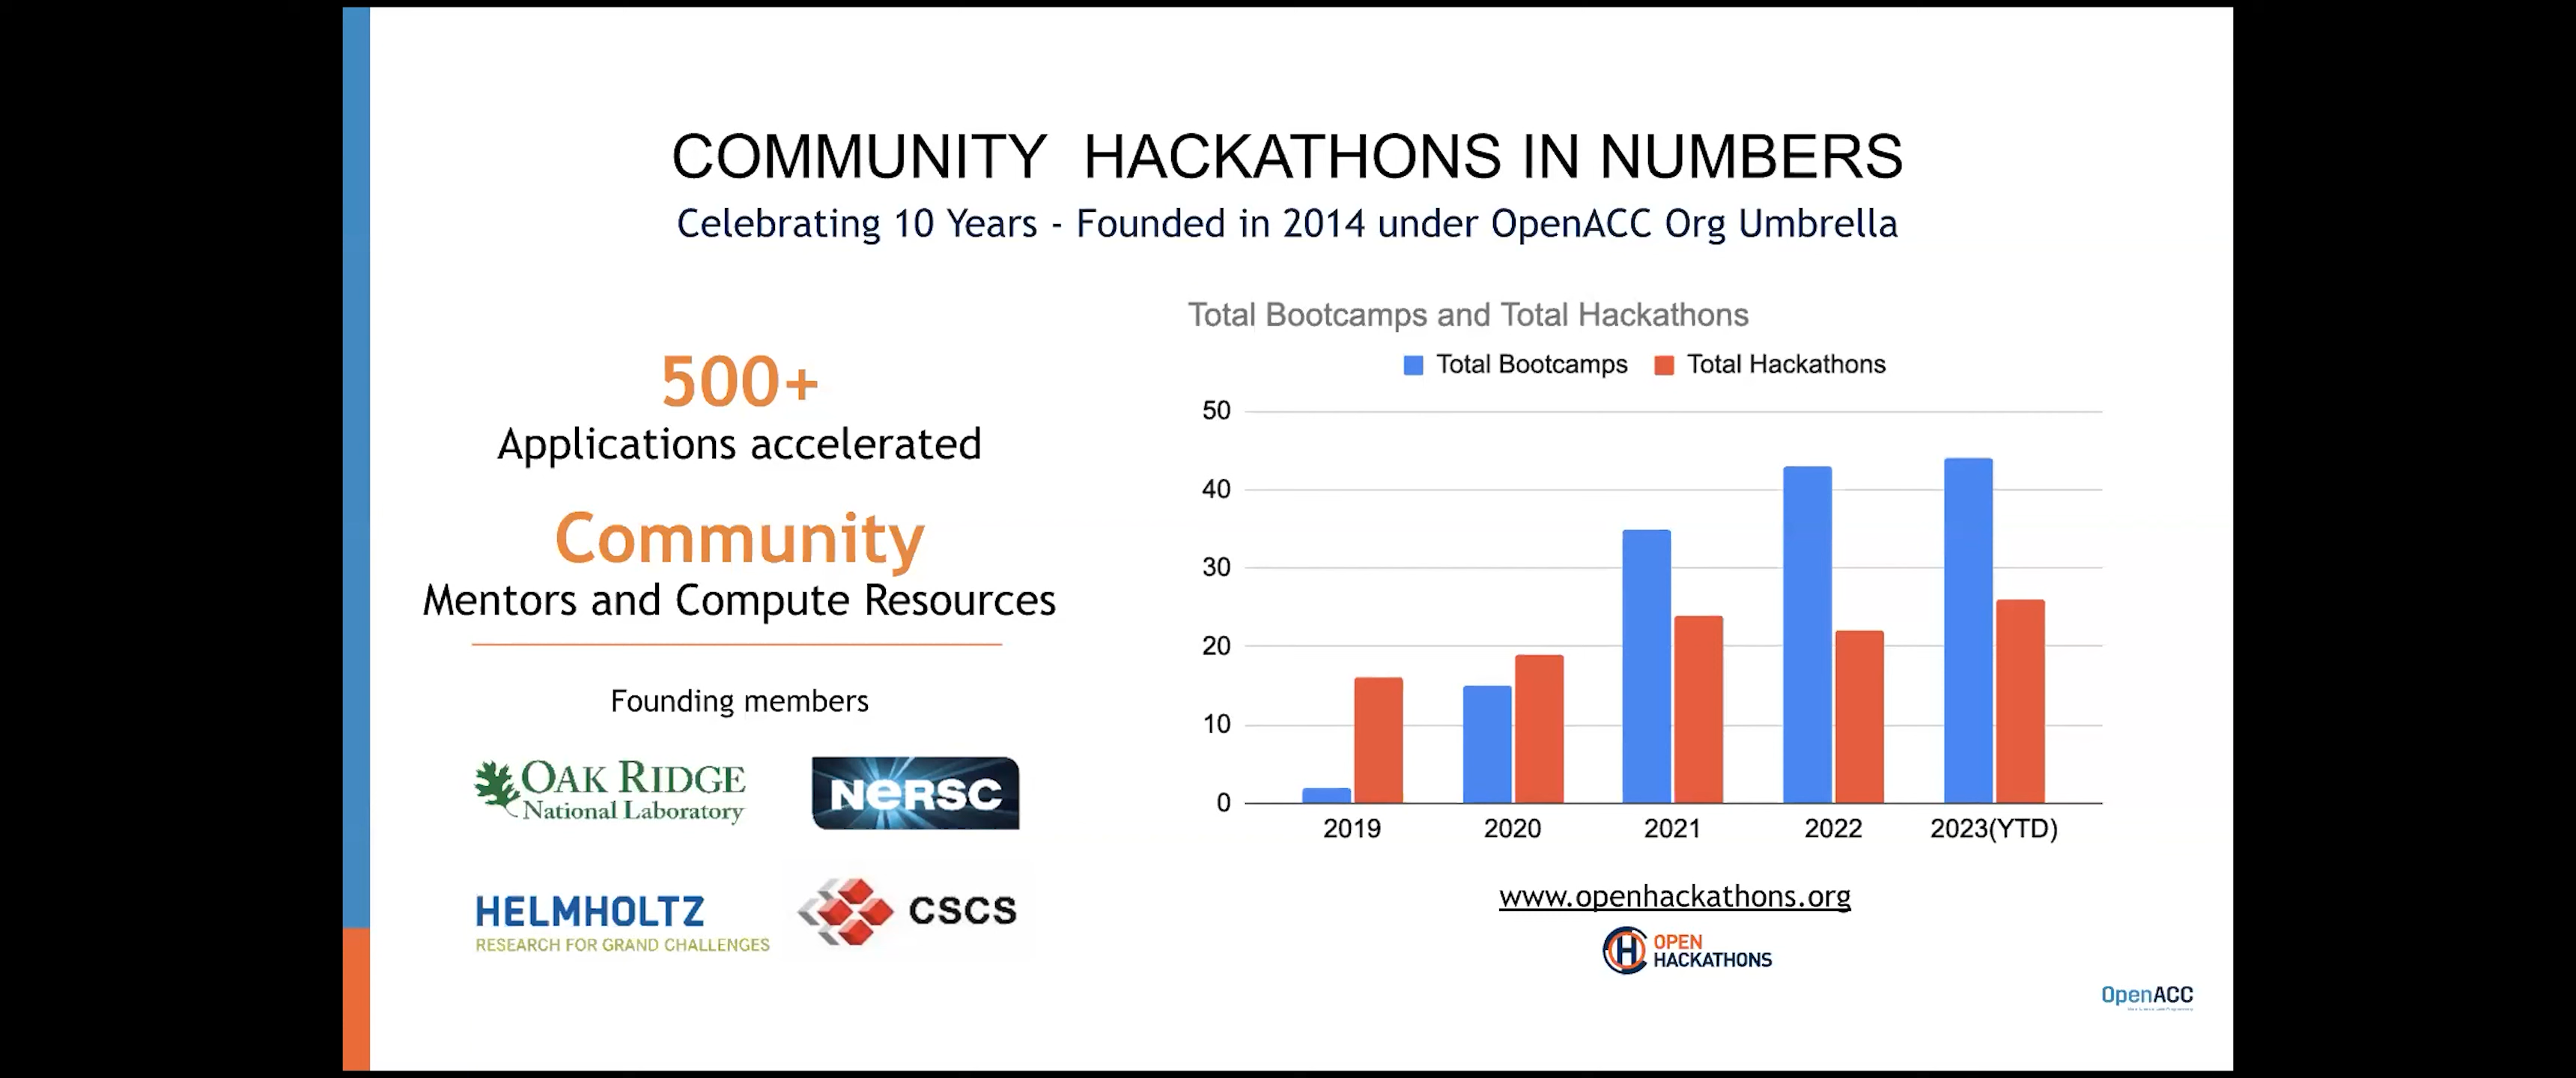 COMMUNITY HACKATHONS IN NUMBERS
Celebrating 10 Years - Founded in 2014 under OpenACC Org Umbrella
500+
Applications accelerated
Community
Mentors and Compute Resources
Founding members
OAK RIDGE
National Laboratory
NERSC
HELMHOLTZ
RESEARCH FOR GRAND CHALLENGES
CSCS
Total Bootcamps and Total Hackathons
Total Bootcamps
Total Hackathons
50
40
30
20
10
0
2019
2020
2021
2022
2023(YTD)
www.openhackathons.org
OPEN
HACKATHONS
OpenACC